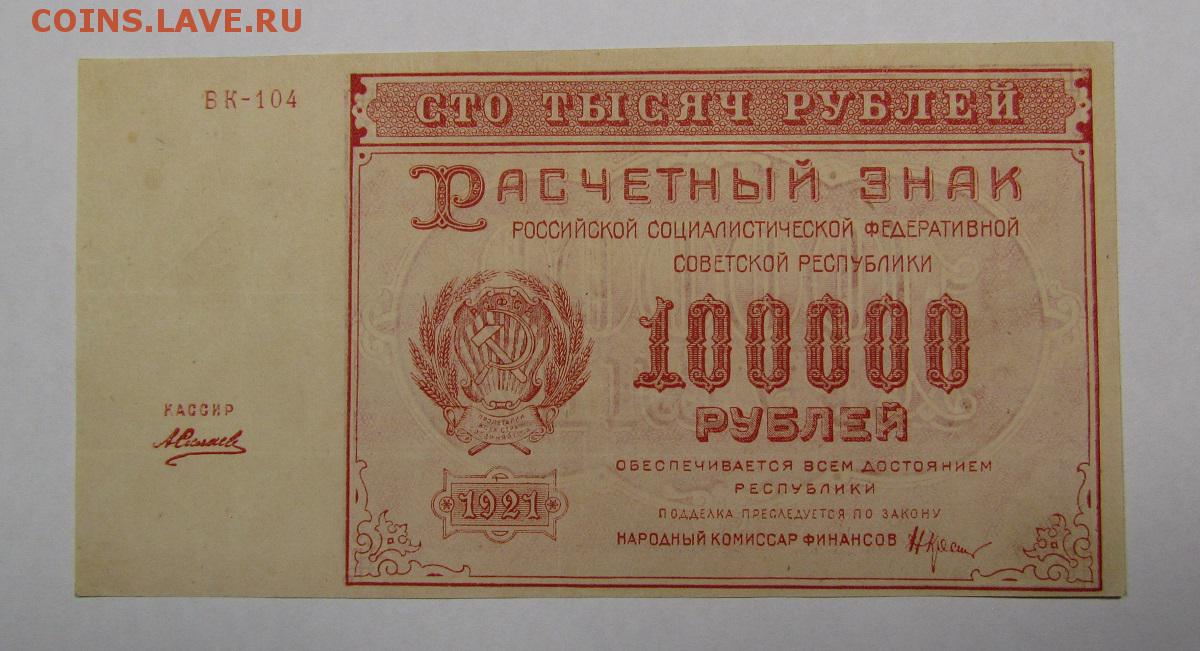 COINS.LAVE.RU
ВК-104
СТО ТЫСЯЧ РУБЛЕЙ
РАСЧЕТНЫЙ ЗНАК
РОССИЙСКОЙ СОЦИАЛИСТИЧЕСКОЙ ФЕДЕРАТИВНОЙ
СОВЕТСКОЙ РЕСПУБЛИКИ
100000
РУБЛЕЙ
КАССИР
1921
ОБЕСПЕЧИВАЕТСЯ ВСЕМ ДОСТОЯНИЕМ
РЕСПУБЛИКИ
ПОДДЕЛКА ПРЕСЛЕДУЕТСЯ ПО ЗАКОНУ
НАРОДНЫЙ КОМИССАР ФИНАНСОВ